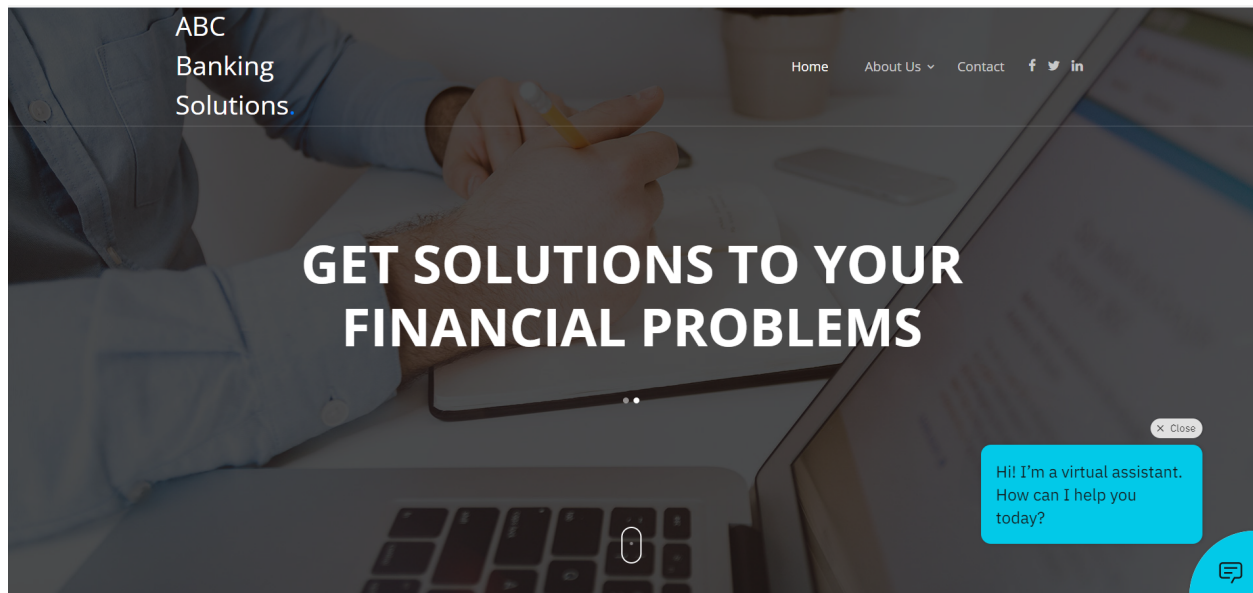 ABC
Banking
Solutions.
Home About Us Contact f in
GET SOLUTIONS TO YOUR
FINANCIAL PROBLEMS
× Close
Hi! I'm a virtual assistant.
How can I help you
today?